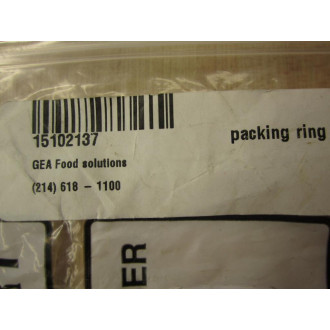 15102137
packing ring
GEA Food solutions
(214) 618 - 1100
ER